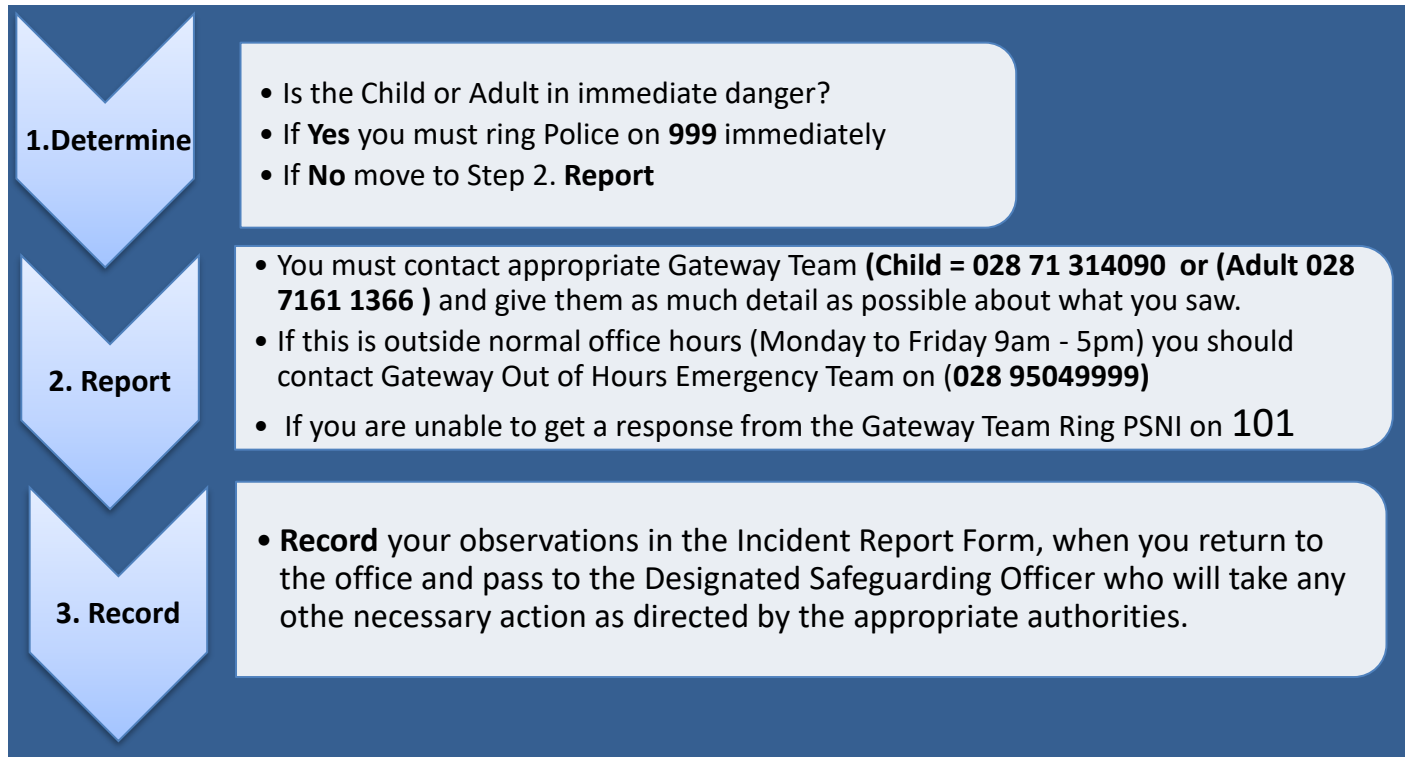 1.Determine
• Is the Child or Adult in immediate danger?
• If Yes you must ring Police on 999 immediately
• If No move to Step 2. Report
2. Report
• You must contact appropriate Gateway Team (Child = 028 71 314090 or (Adult 028
7161 1366 ) and give them as much detail as possible about what you saw.
• If this is outside normal office hours (Monday to Friday 9am - 5pm) you should
contact Gateway Out of Hours Emergency Team on (028 95049999)
• If you are unable to get a response from the Gateway Team Ring PSNI on 101
3. Record
• Record your observations in the Incident Report Form, when you return to
the office and pass to the Designated Safeguarding Officer who will take any
othe necessary action as directed by the appropriate authorities.